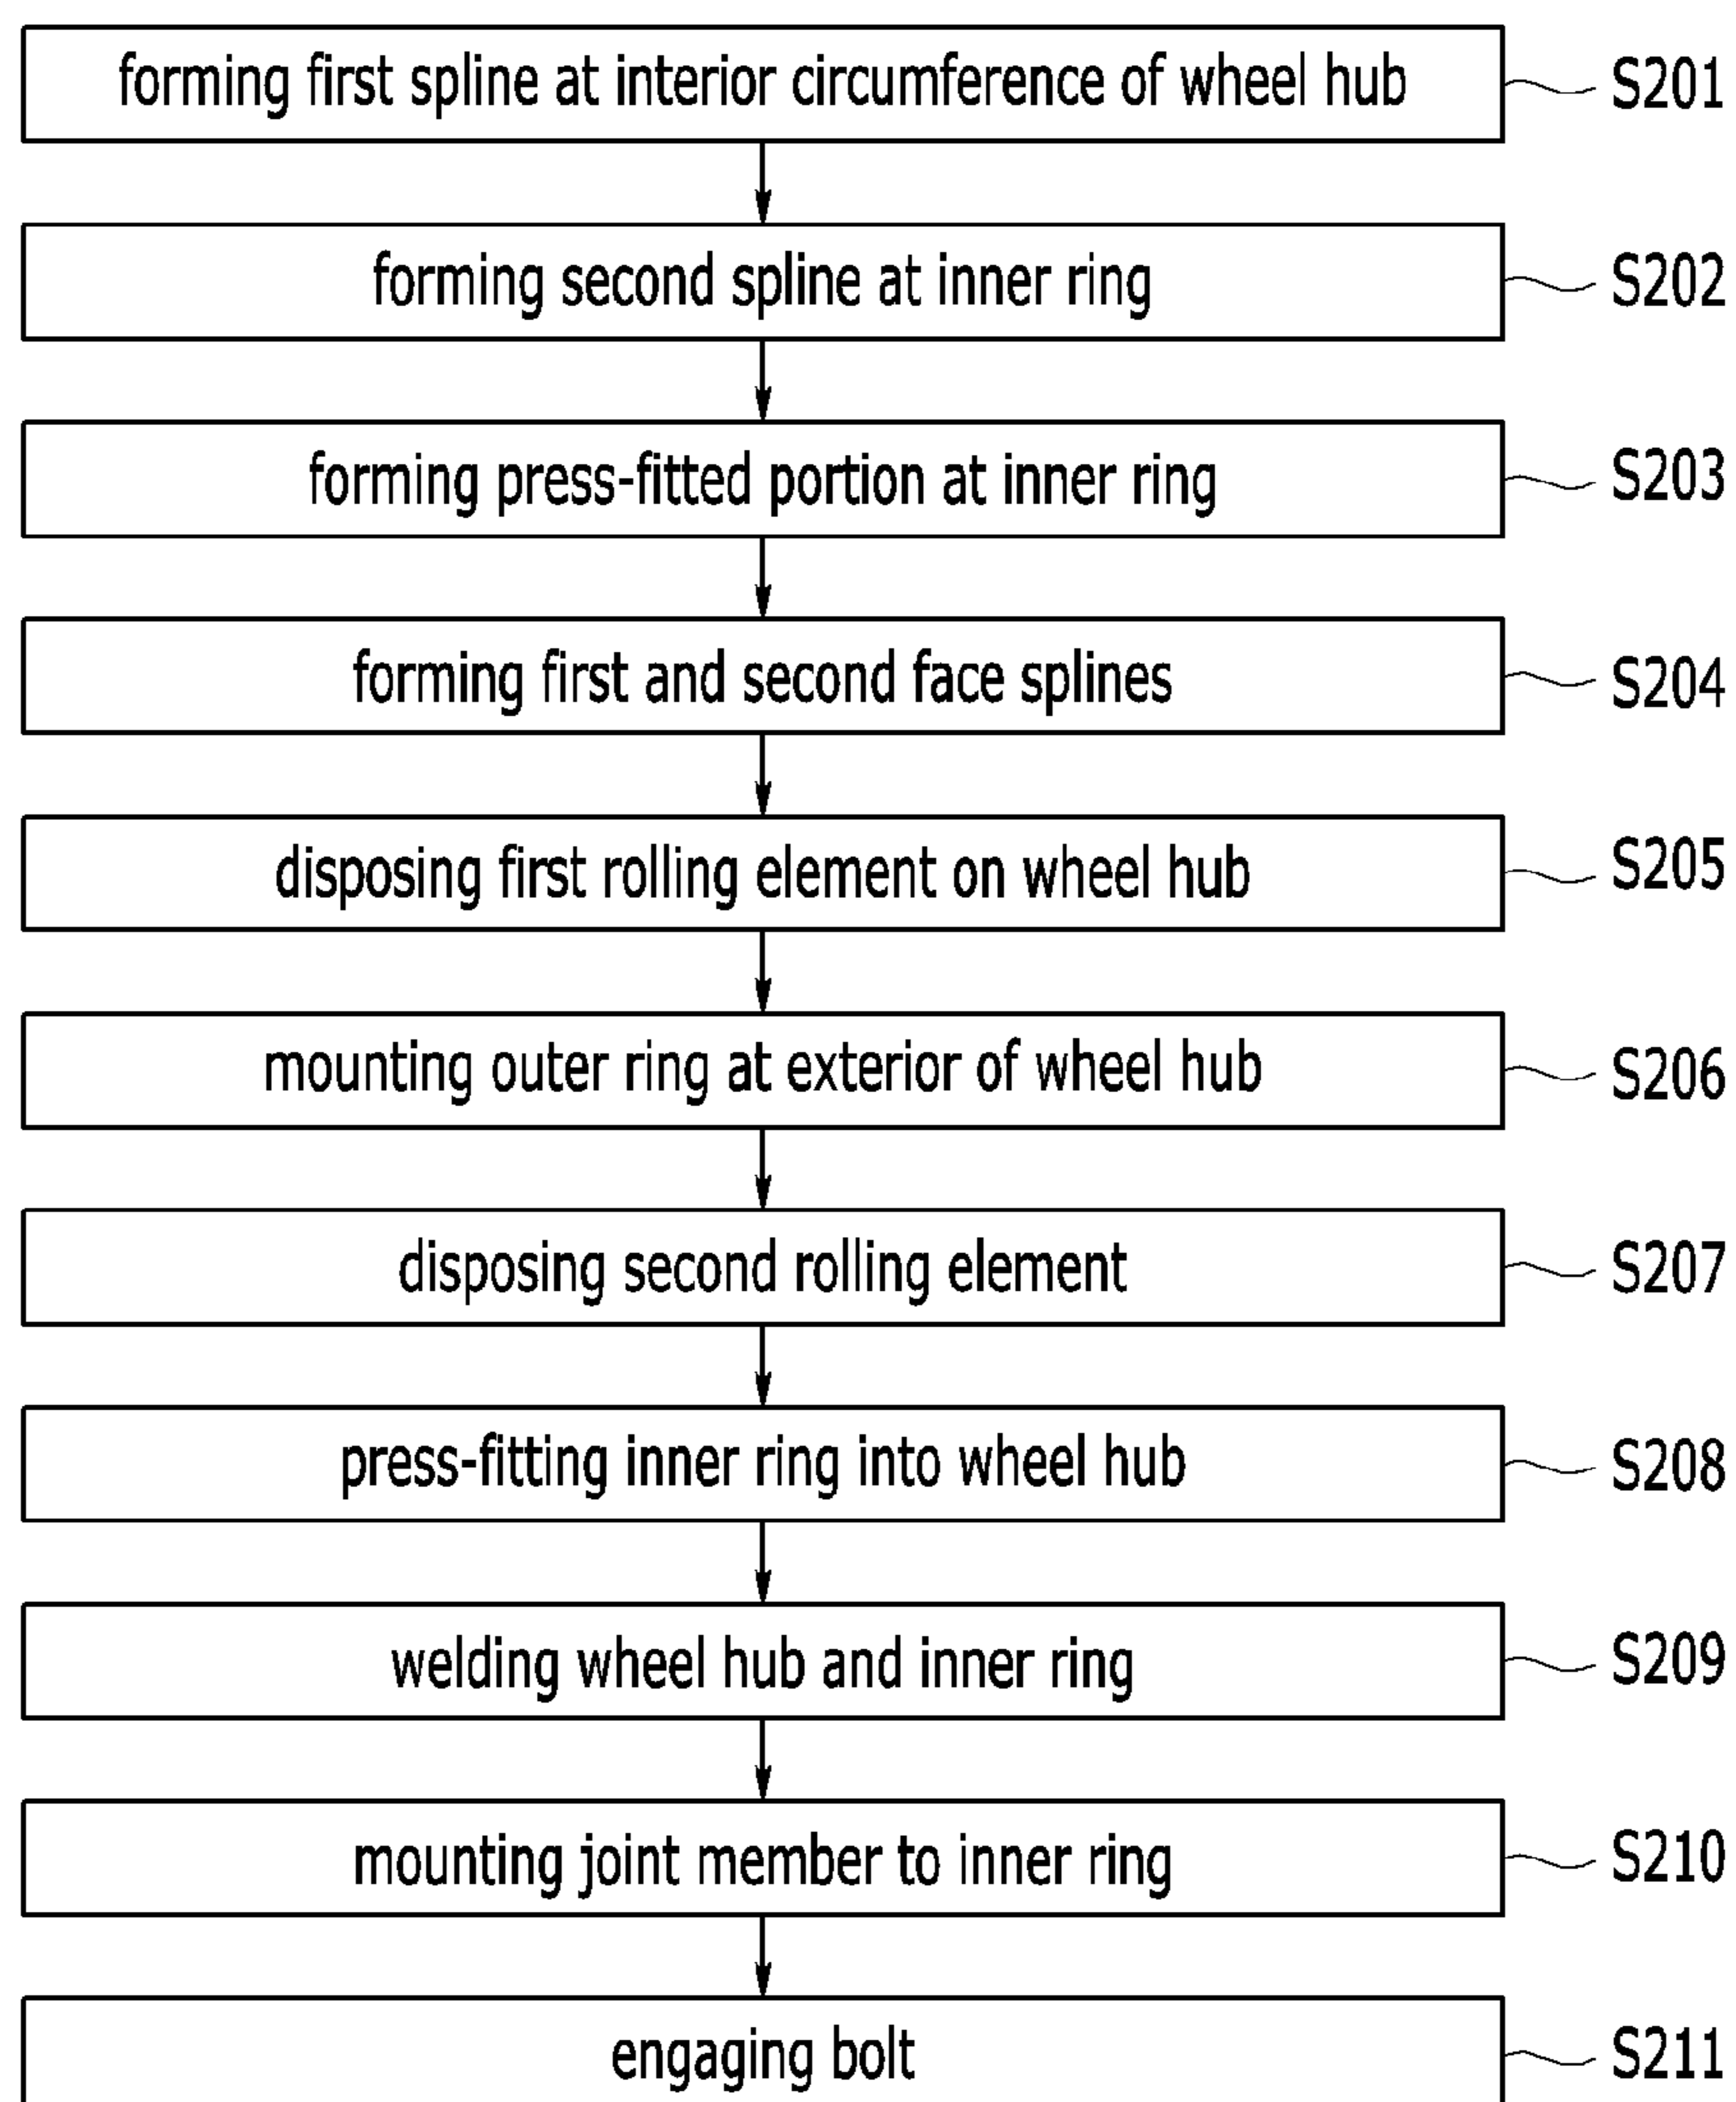 forming first spline at interior circumference of wheel hub S201
forming second spline at inner ring S202
forming press-fitted portion at inner ring S203
forming first and second face splines S204
disposing first rolling element on wheel hub S205
mounting outer ring at exterior of wheel hub S206
disposing second rolling element S207
press-fitting inner ring into wheel hub S208
welding wheel hub and inner ring S209
mounting joint member to inner ring S210
engaging bolt S211